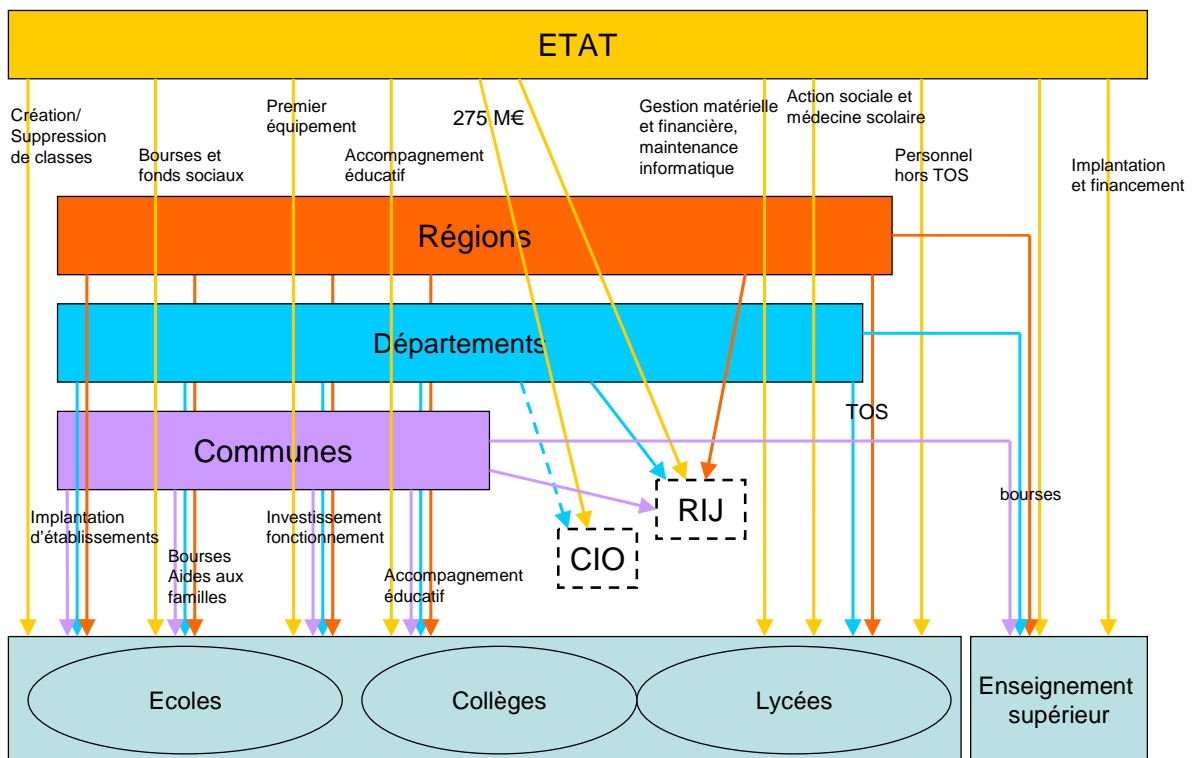 ETAT
Création/
Suppression
de classes
Bourses et
fonds sociaux
Premier
équipement
Accompagnement
éducatif
275 M€
Gestion matérielle
et financière,
maintenance
informatique
Action sociale et
médecine scolaire
Personnel
hors TOS
Implantation
et financement
Régions
Départements
TOS
Communes
RIJ
CIO
bourses
Implantation
d'établissements
Bourses
Aides aux
familles
Investissement
fonctionnement
Accompagnement
éducatif
Ecoles
Collèges
Lycées
Enseignement
supérieur